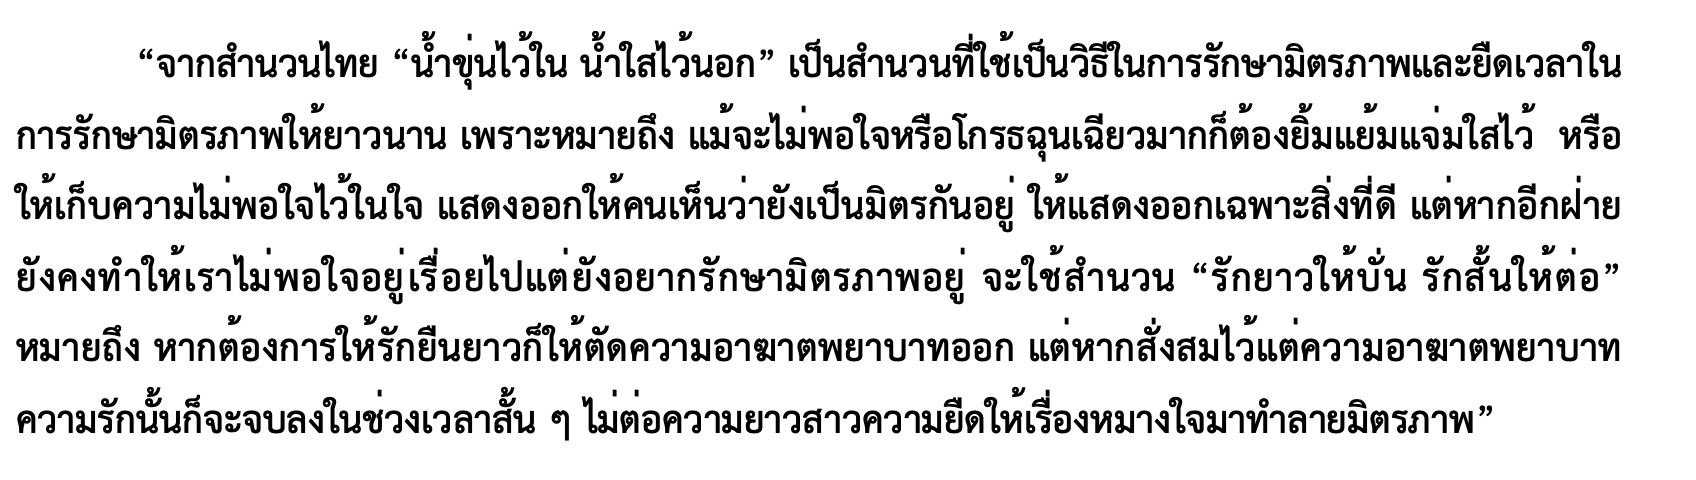 “จากสำนวนไทย “น้ำขุ่นไว้ใน น้ำใสไว้นอก” เป็นสำนวนที่ใช้เป็นวิธีในการรักษามิตรภาพและยืดเวลาใน
การรักษามิตรภาพให้ยาวนาน เพราะหมายถึง แม้จะไม่พอใจหรือโกรธฉุนเฉียวมากก็ต้องยิ้มแย้มแจ่มใสไว้ หรือ
ให้เก็บความไม่พอใจไว้ในใจ แสดงออกให้คนเห็นว่ายังเป็นมิตรกันอยู่ ให้แสดงออกเฉพาะสิ่งที่ดี แต่หากอีกฝ่าย
ยังคงทำให้เราไม่พอใจอยู่เรื่อยไปแต่ยังอยากรักษามิตรภาพอยู่ จะใช้สำนวน “รักยาวให้บั่น รักสั้นให้ต่อ”
หมายถึง หากต้องการให้รักยืนยาวก็ให้ตัดความอาฆาตพยาบาทออก แต่หากสั่งสมไว้แต่ความอาฆาตพยาบาท
ความรักนั้นก็จะจบลงในช่วงเวลาสั้น ๆ ไม่ต่อความยาวสาวความยืดให้เรื่องหมางใจมาทำลายมิตรภาพ”